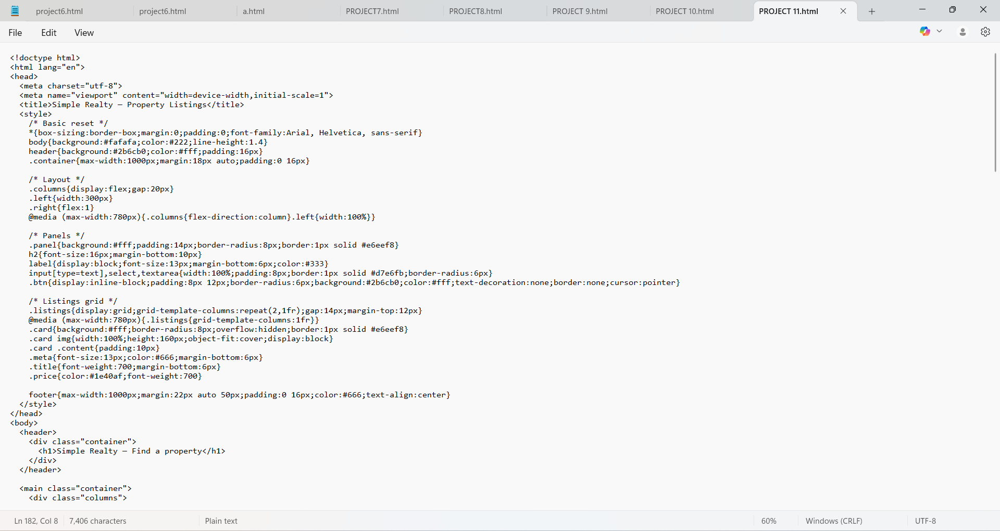 project6.html project6.html a.html PROJECT7.html PROJECT8.html PROJECT 9.html PROJECT 10.html PROJECT 11.html
File Edit View
<!doctype html>
<html lang="en">
<head>
  <meta charset="utf-8">
  <meta name="viewport" content="width=device-width,initial-scale=1">
  <title>Simple Realty – Property Listings</title>
  <style>
    /* Basic reset */
    *{box-sizing:border-box;margin:0;padding:0;font-family:Arial, Helvetica, sans-serif}
    body{background:#fafafa;color:#222;line-height:1.4}
    header{background:#2b6cb0;color:#fff;padding:16px}
    .container{max-width:1000px;margin:18px auto;padding:0 16px}

    /* Layout */
    .columns{display:flex;gap:20px}
    .left{width:300px}
    .right{flex:1}
    @media (max-width:780px){.columns{flex-direction:column}.left{width:100%}}

    /* Panels */
    .panel{background:#fff;padding:14px;border-radius:8px;border:1px solid #e6eef8}
    h2{font-size:16px;margin-bottom:10px}
    label{display:block;font-size:13px;margin-bottom:6px;color:#333}
    input[type=text],select,textarea{width:100%;padding:8px;border:1px solid #d7e6fb;border-radius:6px}
    .btn{display:inline-block;padding:8px 12px;border-radius:6px;background:#2b6cb0;color:#fff;text-decoration:none;border:none;cursor:pointer}

    /* Listings grid */
    .listings{display:grid;grid-template-columns:repeat(2,1fr);gap:14px;margin-top:12px}
    @media (max-width:780px){.listings{grid-template-columns:1fr}}
    .card{background:#fff;border-radius:8px;overflow:hidden;border:1px solid #e6eef8}
    .card img{width:100%;height:160px;object-fit:cover;display:block}
    .card .content{padding:10px}
    .meta{font-size:13px;color:#666;margin-bottom:6px}
    .title{font-weight:700;margin-bottom:6px}
    .price{color:#1e40af;font-weight:700}

    footer{max-width:1000px;margin:22px auto 50px;padding:0 16px;color:#666;text-align:center}
  </style>
</head>
<body>
  <header>
    <div class="container">
      <h1>Simple Realty – Find a property</h1>
    </div>
  </header>

  <main class="container">
    <div class="columns">
Ln 182, Col 8 7,406 characters Plain text 60% Windows (CRLF) UTF-8